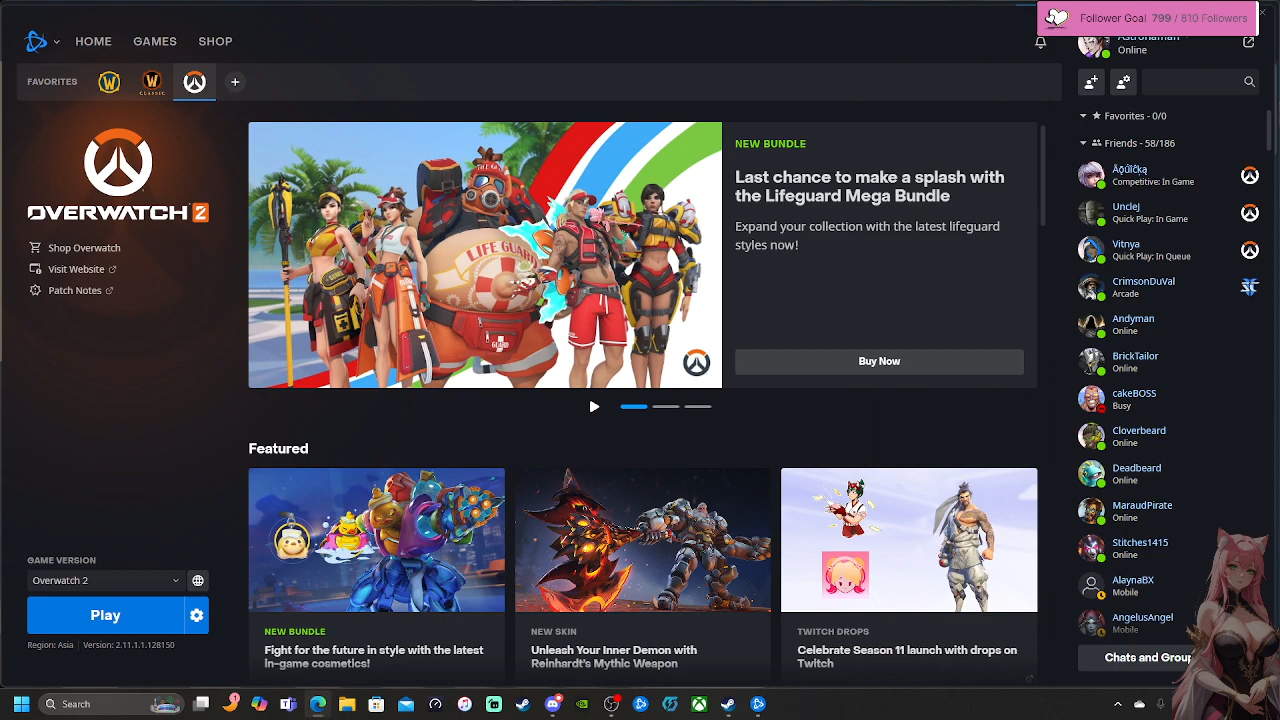 Follower Goal 799 / 810 Followers
HOME GAMES SHOP
Online
FAVORITES
CLASSIC
OVERWATCH 2
Shop Overwatch
Visit Website
Patch Notes
LIFE GUARD
NEW BUNDLE
Last chance to make a splash with
the Lifeguard Mega Bundle
Expand your collection with the latest lifeguard
styles now!
Buy Now
Featured
NEW BUNDLE
Fight for the future in style with the latest
in-game cosmetics!
NEW SKIN
Unleash Your Inner Demon with
Reinhardt's Mythic Weapon
TWITCH DROPS
Celebrate Season 11 launch with drops on
Twitch
GAME VERSION
Overwatch 2
Play
Region: Asia | Version: 2.11.1.1.128150
Favorites - 0/0
Friends - 58/186
Competitive: In Game
UncleJ
Quick Play: In Game
Vitnya
Quick Play: In Queue
CrimsonDuVal
Arcade
Andyman
Online
BrickTailor
Online
cakeBOSS
Busy
Cloverbeard
Online
Deadbeard
Online
MaraudPirate
Online
Stitches1415
Online
AlaynaBX
Mobile
AngelusAngel
Mobile
Chats and Group
Search